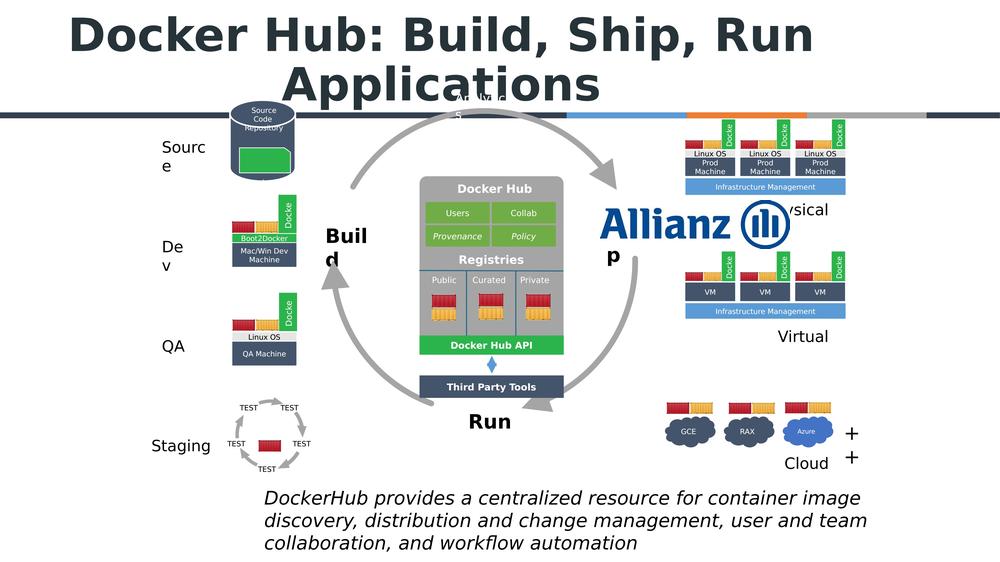 Docker Hub: Build, Ship, Run
Applications
Source
Code
Repository
Sourc
e
De
v
Docke
Boot2Docker
Mac/Win Dev
Machine
QA
Docke
Linux OS
QA Machine
Staging
TEST
TEST
TEST
TEST
TEST
Buil
d
Docker Hub
Users
Collab
Provenance
Policy
Registries
Public
Curated
Private
Docker Hub API
Third Party Tools
Run
p
Allianz
Docke
Docke
Docke
Linux OS
Linux OS
Linux OS
Prod
Machine
Prod
Machine
Prod
Machine
Infrastructure Management
Docke
Docke
Docke
VM
VM
VM
Infrastructure Management
Virtual
GCE
RAX
Azure
+
+
Cloud
DockerHub provides a centralized resource for container image
discovery, distribution and change management, user and team
collaboration, and workflow automation